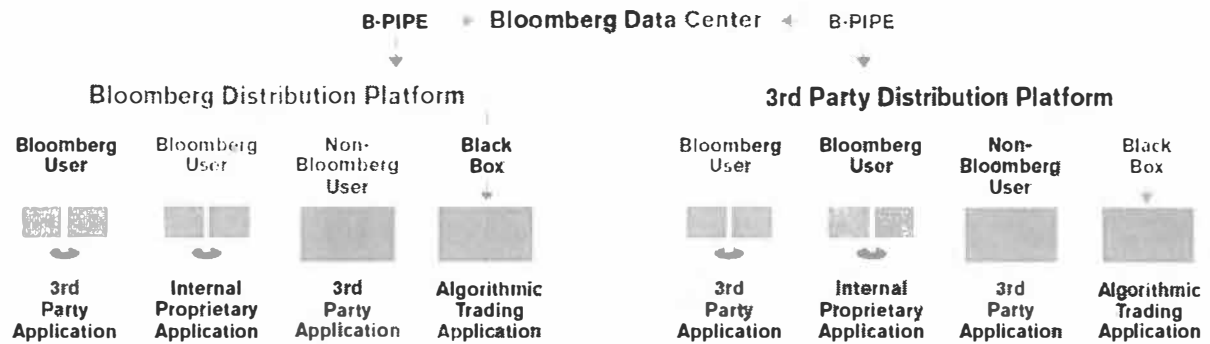 B-PIPE Bloomberg Data Center B-PIPE
Bloomberg Distribution Platform
3rd Party Distribution Platform
Bloomberg
User
Bloomberg
User
Non-
Bloomberg
User
Black
Box
Bloomberg
User
Bloomberg
User
Non-
Bloomberg
User
Black
Box
3rd
Party
Application
Internal
Proprietary
Application
3rd
Party
Application
Algorithmic
Trading
Application
3rd
Party
Application
Internal
Proprietary
Application
3rd
Party
Application
Algorithmic
Trading
Application